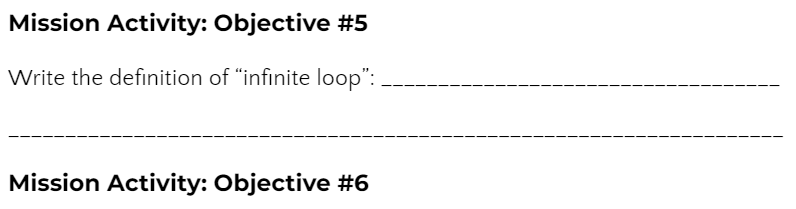 Mission Activity: Objective #5
Write the definition of “infinite loop”: ___________________________________
____________________________________________________________________
Mission Activity: Objective #6